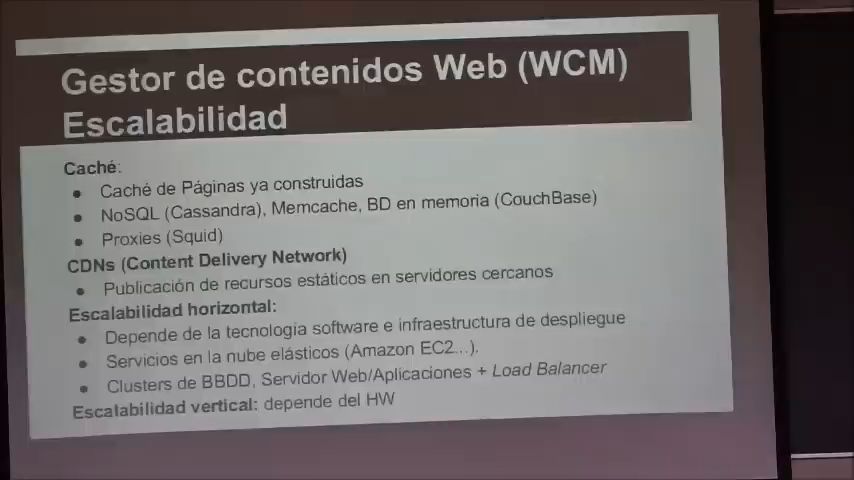 Gestor de contenidos Web (WCM)
Escalabilidad
Caché:
● Caché de Páginas ya construidas
● NoSQL (Cassandra), Memcache, BD en memoria (CouchBase)
● Proxies (Squid)
CDNs (Content Delivery Network)
● Publicación de recursos estáticos en servidores cercanos
Escalabilidad horizontal:
● Depende de la tecnología software e infraestructura de despliegue
● Servicios en la nube elásticos (Amazon EC2...).
● Clusters de BBDD, Servidor Web/Aplicaciones + Load Balancer
Escalabilidad vertical: depende del HW